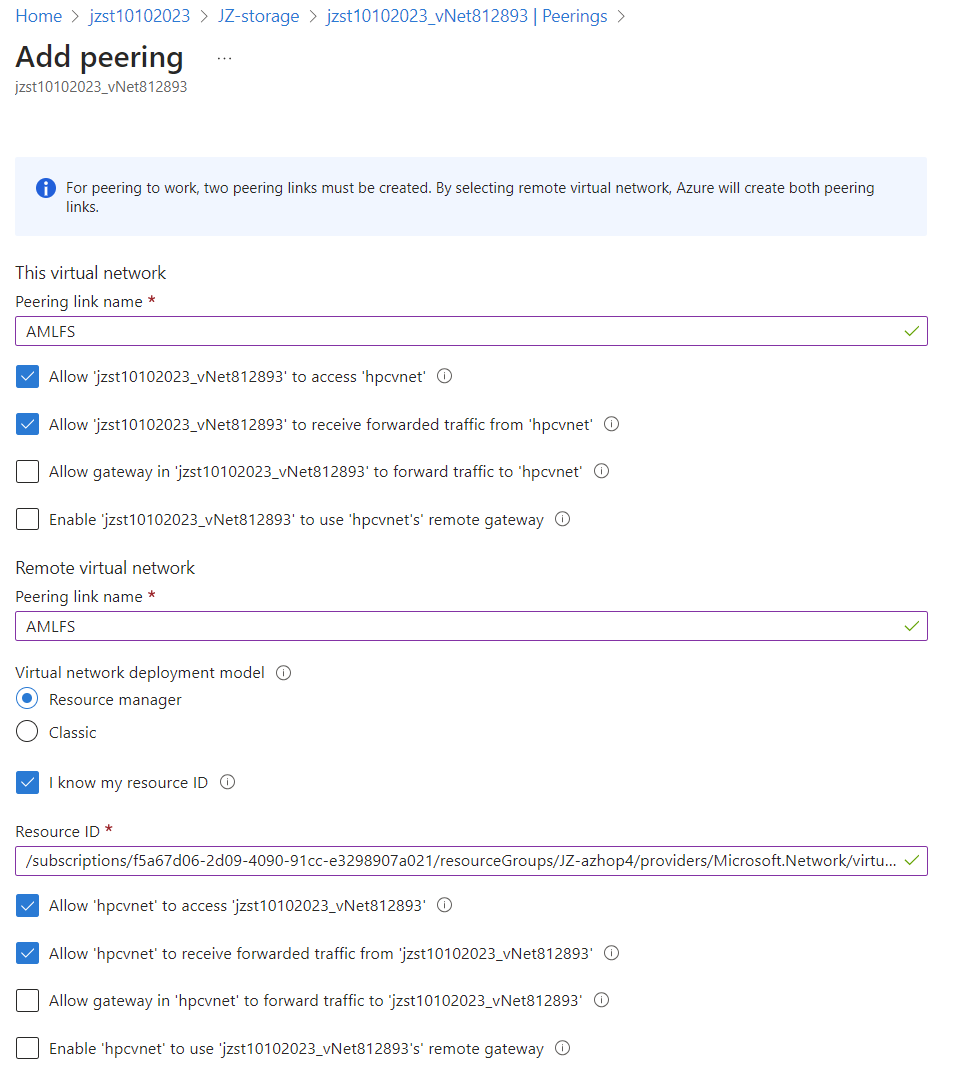 Home > jzst10102023 > JZ-storage > jzst10102023_vNet812893 | Peerings >
Add peering ...
jzst10102023_vNet812893
For peering to work, two peering links must be created. By selecting remote virtual network, Azure will create both peering
links.
This virtual network
Peering link name *
AMLFS
Allow 'jzst10102023_vNet812893' to access 'hpcvnet'
Allow 'jzst10102023_vNet812893' to receive forwarded traffic from 'hpcvnet'
Allow gateway in 'jzst10102023_vNet812893' to forward traffic to 'hpcvnet'
Enable 'jzst10102023_vNet812893' to use 'hpcvnet's' remote gateway
Remote virtual network
Peering link name *
AMLFS
Virtual network deployment model
Resource manager
Classic
I know my resource ID
Resource ID *
/subscriptions/f5a67d06-2d09-4090-91cc-e3298907a021/resourceGroups/JZ-azhop4/providers/Microsoft.Network/virtu...
Allow 'hpcvnet' to access 'jzst10102023_vNet812893'
Allow 'hpcvnet' to receive forwarded traffic from 'jzst10102023_vNet812893'
Allow gateway in 'hpcvnet' to forward traffic to 'jzst10102023_vNet812893'
Enable 'hpcvnet' to use 'jzst10102023_vNet812893's' remote gateway